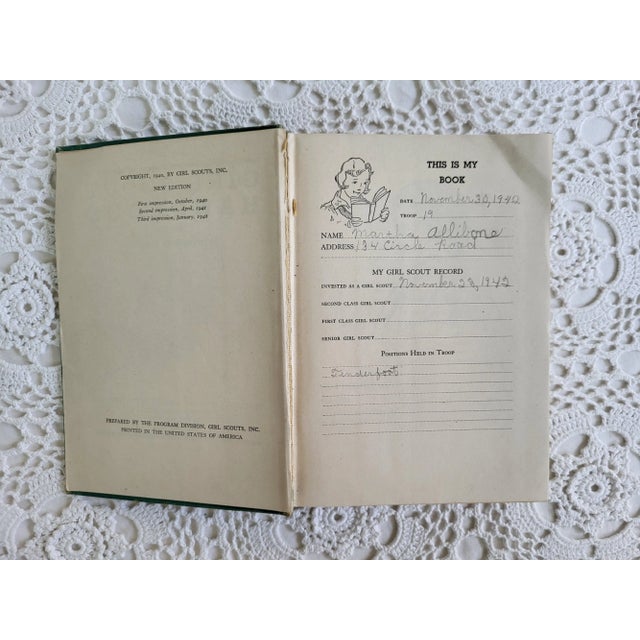 COPYRIGHT, 1940, BY GIRL SCOUTS, INC.
NEW EDITION
First impression, October, 1940
Second impression, April, 1941
Third impression, January, 1942
PREPARED BY THE PROGRAM DIVISION, GIRL SCOUTS, INC.
PRINTED IN THE UNITED STATES OF AMERICA
THIS IS MY
BOOK
DATE November 30, 1940
TROOP 19
NAME Martha Allibone
ADDRESS 134 Circle Road
MY GIRL SCOUT RECORD
INVESTED AS A GIRL SCOUT November 28, 1942
SECOND CLASS GIRL SCOUT
FIRST CLASS GIRL SCOUT
SENIOR GIRL SCOUT
POSITIONS HELD IN TROOP
Tenderfoot